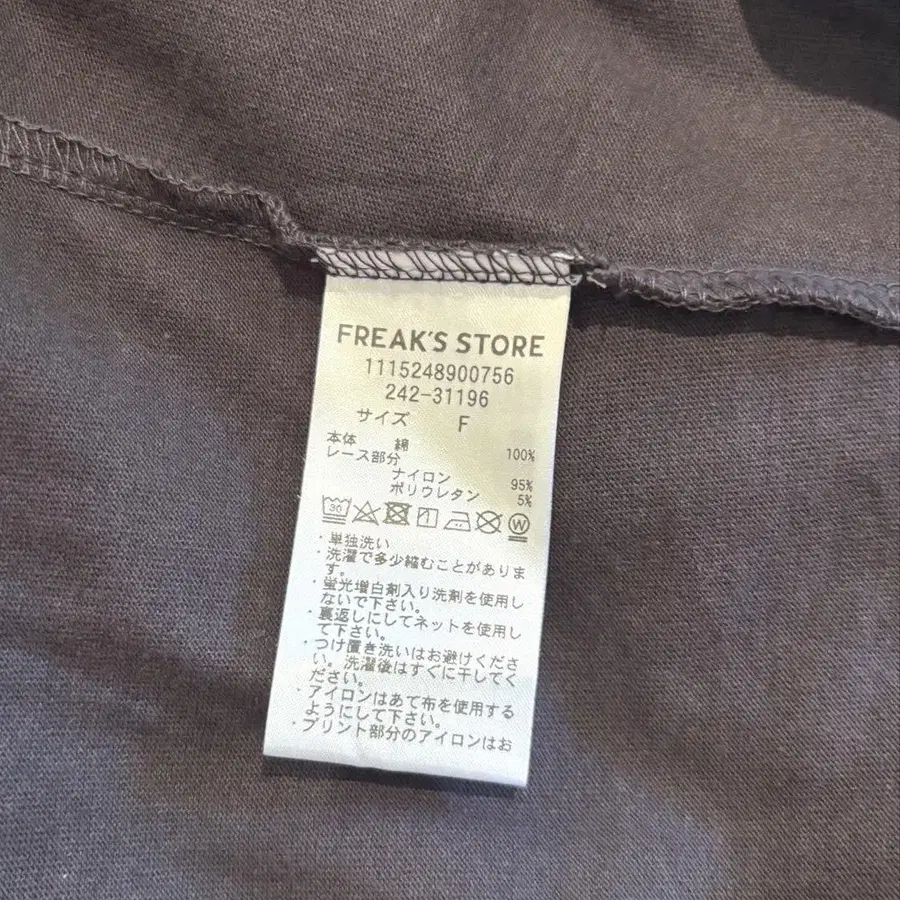 FREAK'S STORE
1115248900756
242-31196
サイズ F
本体 綿 100%
レース部分
ナイロン 95%
ポリウレタン 5%
30 W
・単独洗い
・洗濯で多少縮むことがありま
す。
・蛍光増白剤入り洗剤を使用し
ないで下さい。
・裏返しにしてネットを使用し
て下さい。
・つけ置き洗いはお避けくださ
い。洗濯後はすぐに干してく
ださい。
・アイロンはあて布を使用する
ようにして下さい。
・プリント部分のアイロンはお